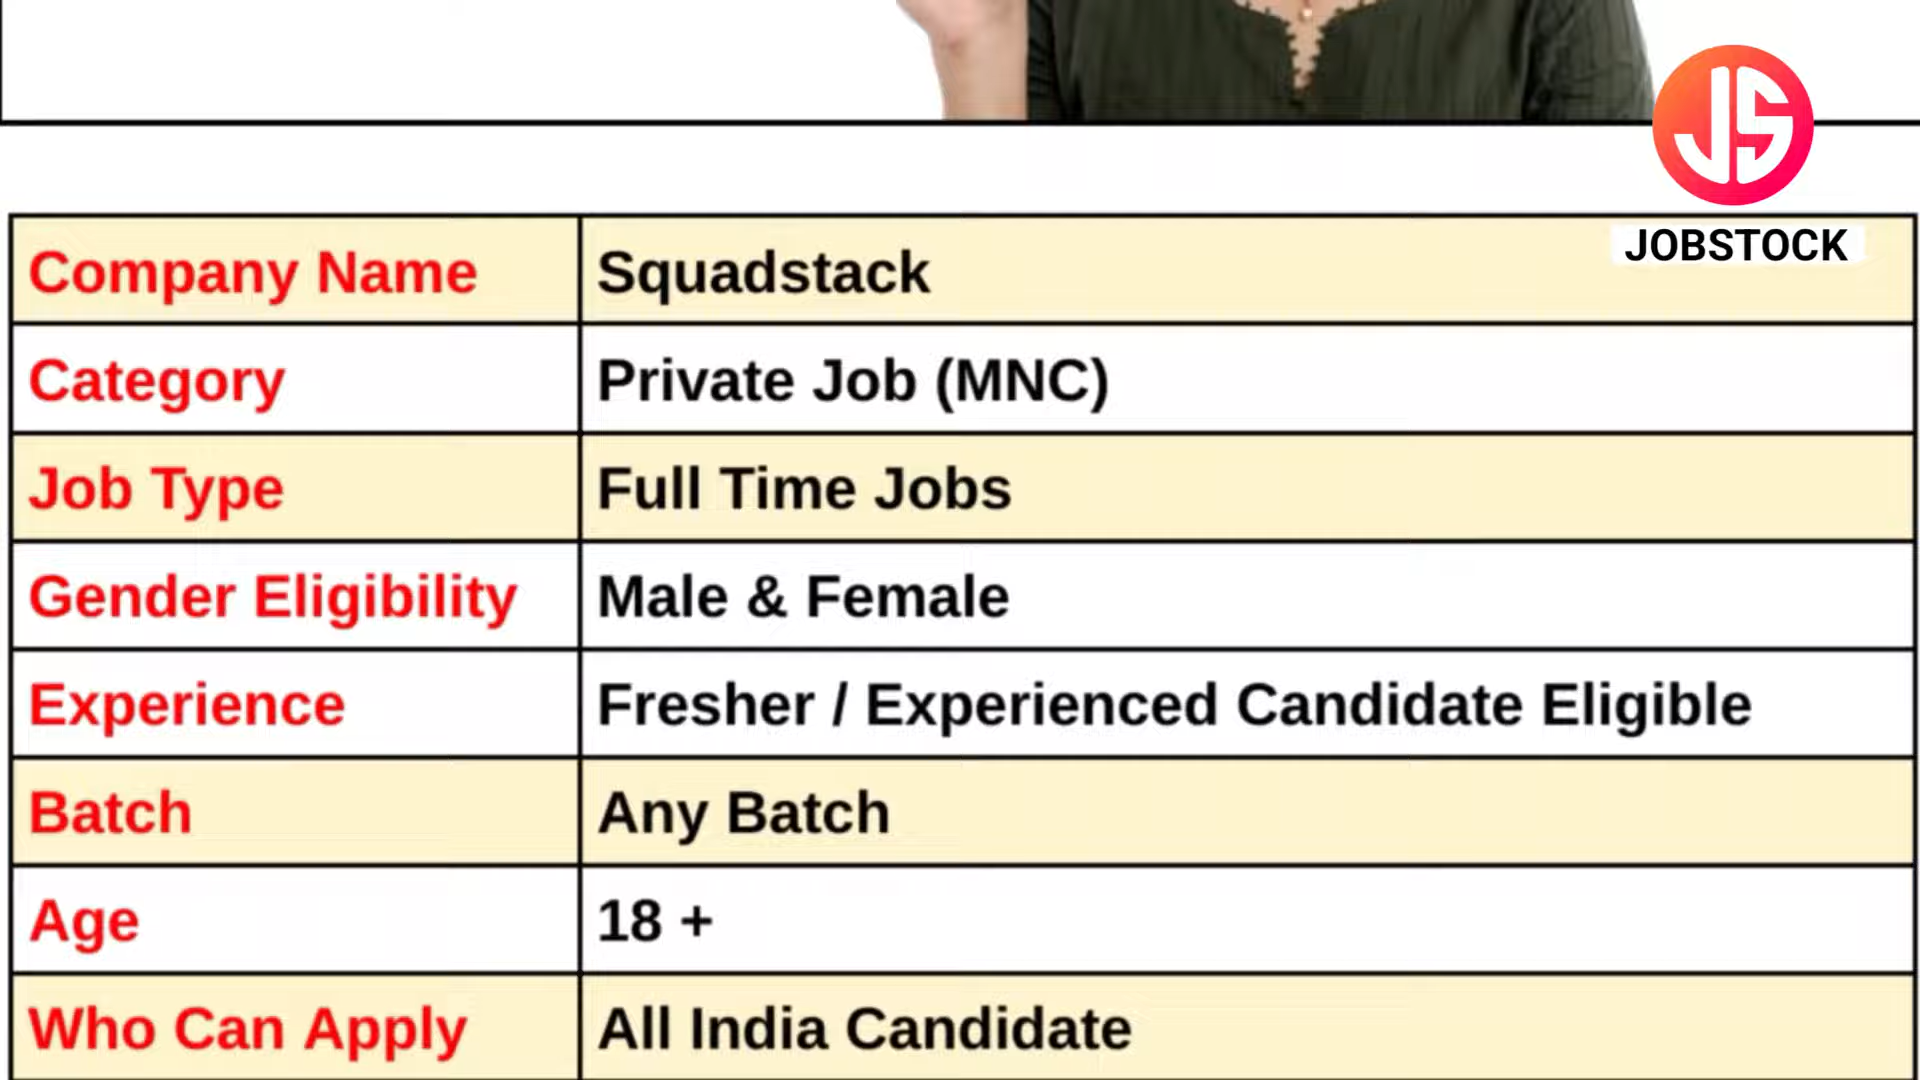 JS
JOBSTOCK
Company Name Squadstack
Category Private Job (MNC)
Job Type Full Time Jobs
Gender Eligibility Male & Female
Experience Fresher / Experienced Candidate Eligible
Batch Any Batch
Age 18 +
Who Can Apply All India Candidate